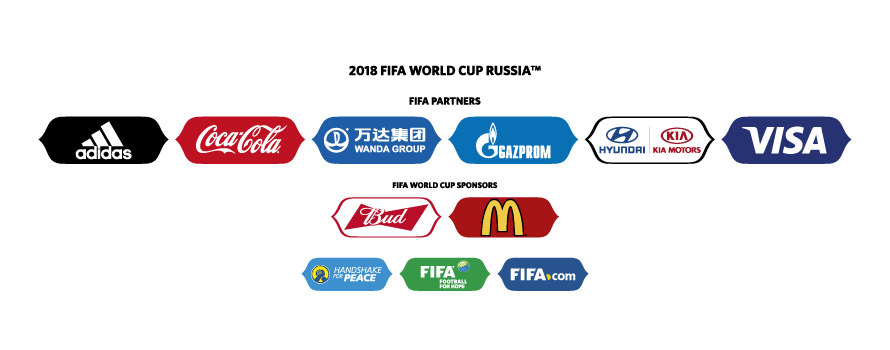 2018 FIFA WORLD CUP RUSSIA™
FIFA PARTNERS
adidas
Coca-Cola
万达集团
WANDA GROUP
GAZPROM
HYUNDAI
KIA
KIA MOTORS
VISA
FIFA WORLD CUP SPONSORS
Bud
M
HANDSHAKE
FOR PEACE
FIFA
FOOTBALL
FOR HOPE
FIFA.com